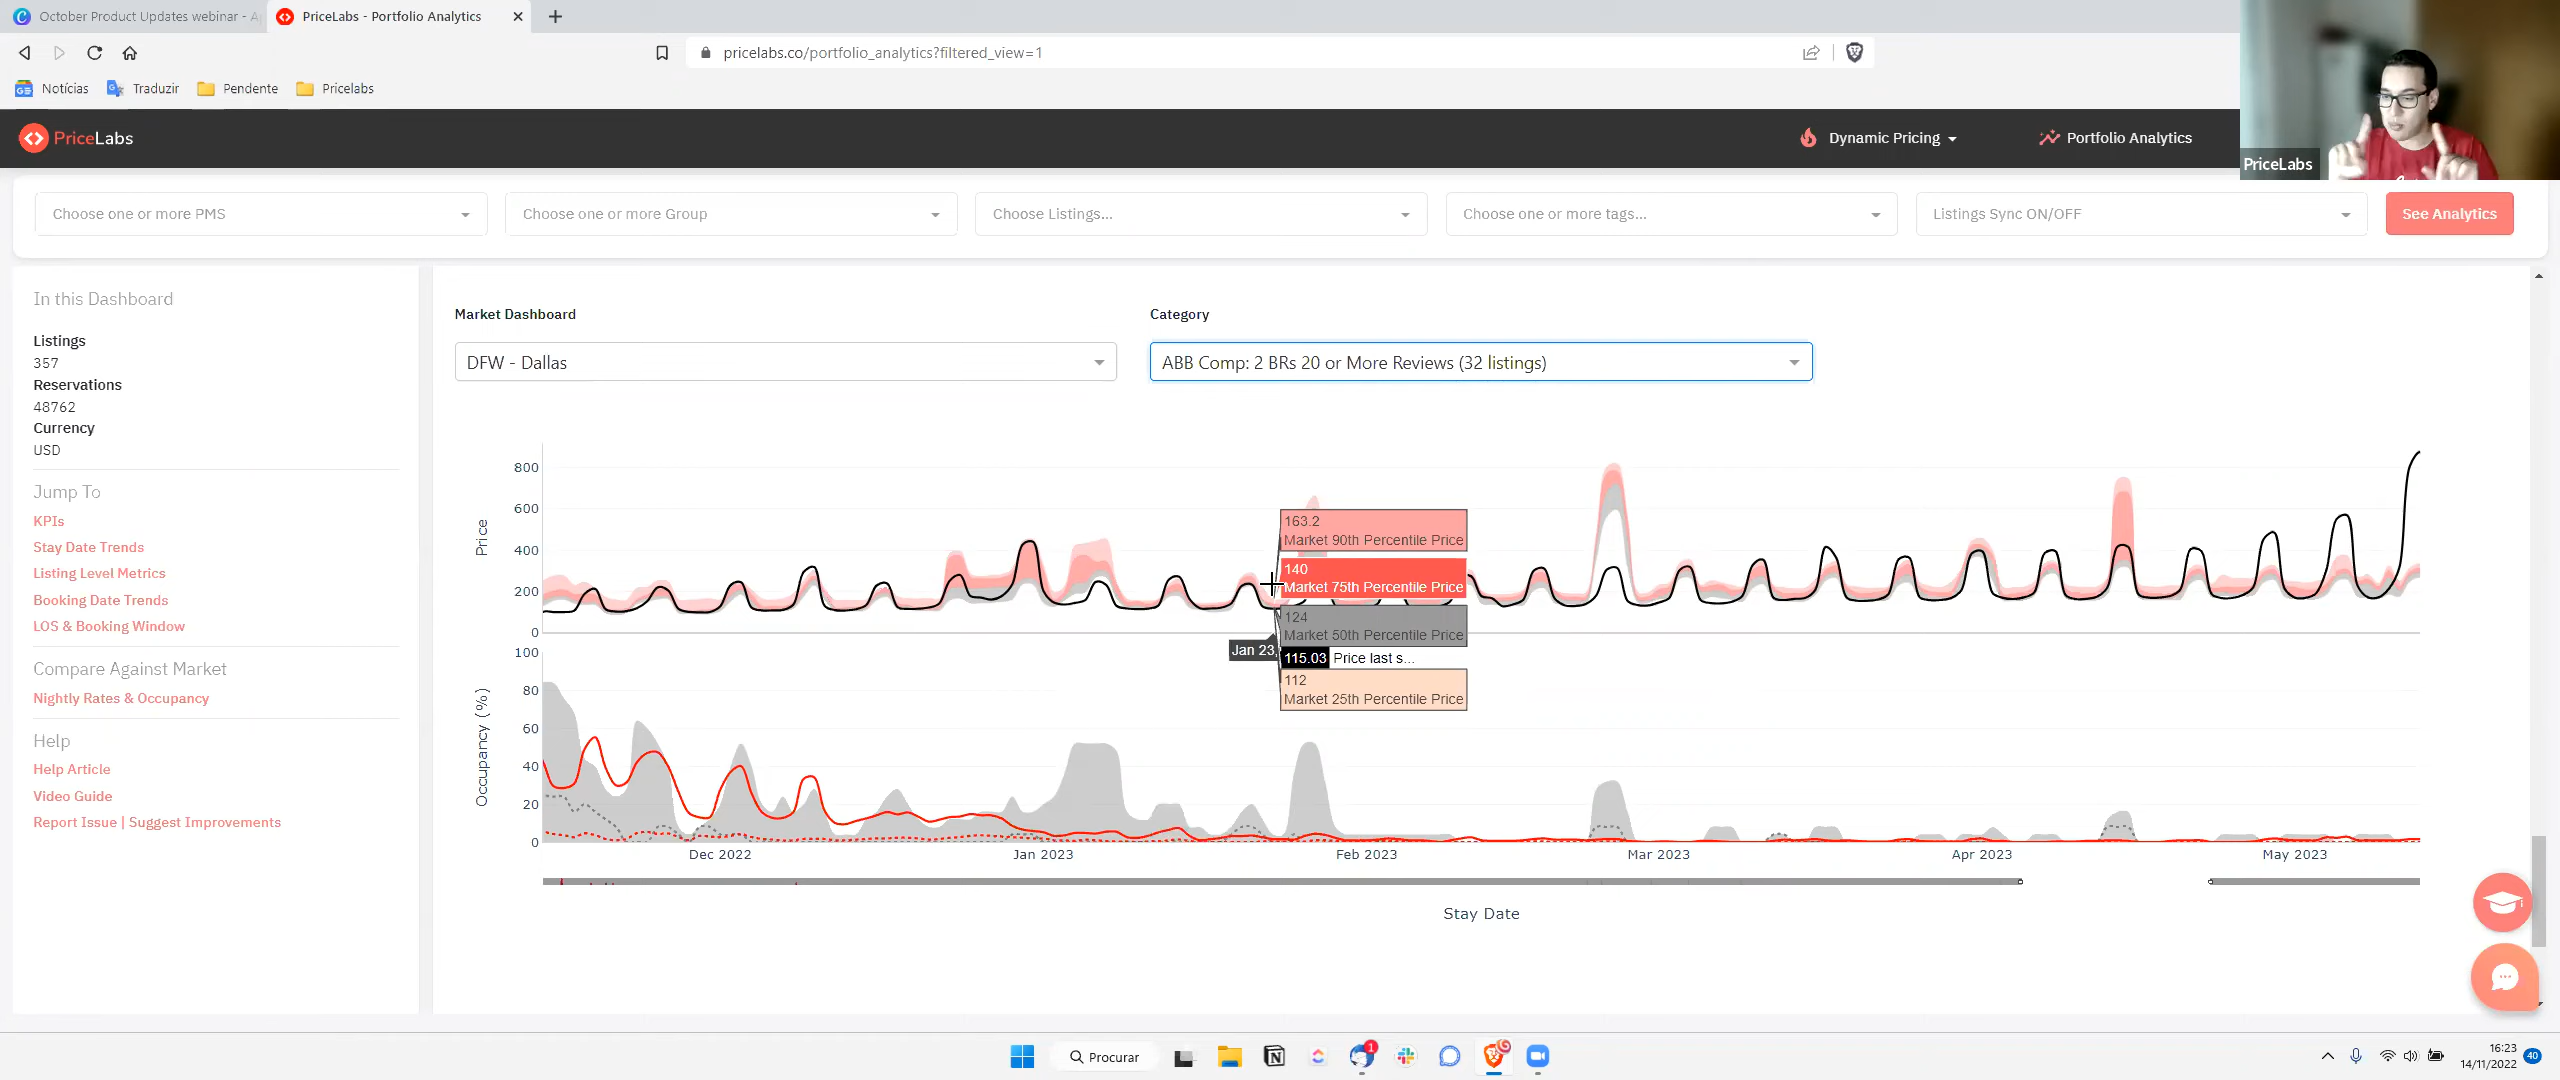 October Product Updates webinar - A
PriceLabs - Portfolio Analytics
pricelabs.co/portfolio_analytics?filtered_view=1
Notícias
Traduzir
Pendente
Pricelabs
PriceLabs
Dynamic Pricing
Portfolio Analytics
PriceLabs
Choose one or more PMS
Choose one or more Group
Choose Listings...
Choose one or more tags...
Listings Sync ON/OFF
See Analytics
In this Dashboard
Listings
357
Reservations
48762
Currency
USD
Jump To
KPIs
Stay Date Trends
Listing Level Metrics
Booking Date Trends
LOS & Booking Window
Compare Against Market
Nightly Rates & Occupancy
Help
Help Article
Video Guide
Report Issue | Suggest Improvements
Market Dashboard
Category
DFW - Dallas
ABB Comp: 2 BRs 20 or More Reviews (32 listings)
Price
800
600
400
200
0
163.2
Market 90th Percentile Price
140
Market 75th Percentile Price
124
Market 50th Percentile Price
Jan 23,
115.03 Price last s...
112
Market 25th Percentile Price
Occupancy (%)
100
80
60
40
20
0
Dec 2022
Jan 2023
Feb 2023
Mar 2023
Apr 2023
May 2023
Stay Date
Procurar
1
16:23
14/11/2022
40